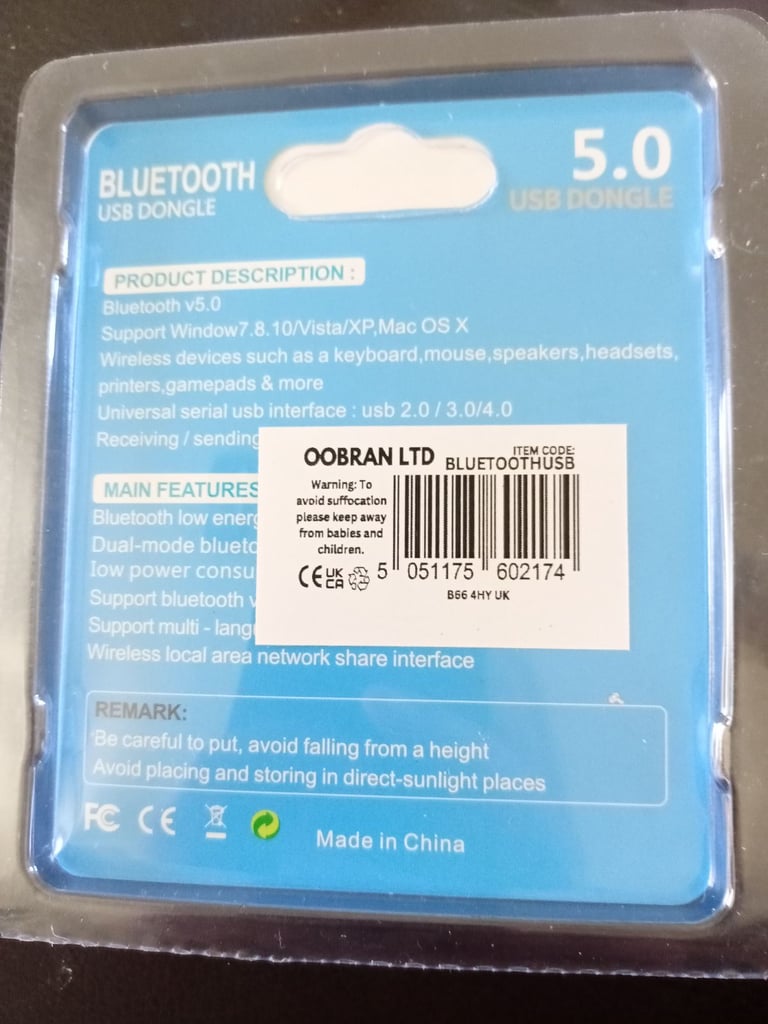 BLUETOOTH
USB DONGLE
5.0
USB DONGLE
PRODUCT DESCRIPTION :
Bluetooth v5.0
Support Window7.8.10/Vista/XP,Mac OS X
Wireless devices such as a keyboard,mouse,speakers,headsets,
printers,gamepads & more
Universal serial usb interface : usb 2.0 / 3.0/4.0
Receiving / sending
OOBRAN LTD
ITEM CODE:
BLUETOOTHUSB
Warning: To
avoid suffocation
please keep away
from babies and
children.
CE UK
CA
5 051175 602174
B66 4HY UK
MAIN FEATURES
Bluetooth low energ
Dual-mode blueto
low power consu
Support bluetooth v
Support multi - langu
Wireless local area network share interface
REMARK:
Be careful to put, avoid falling from a height
Avoid placing and storing in direct-sunlight places
FC CE
Made in China